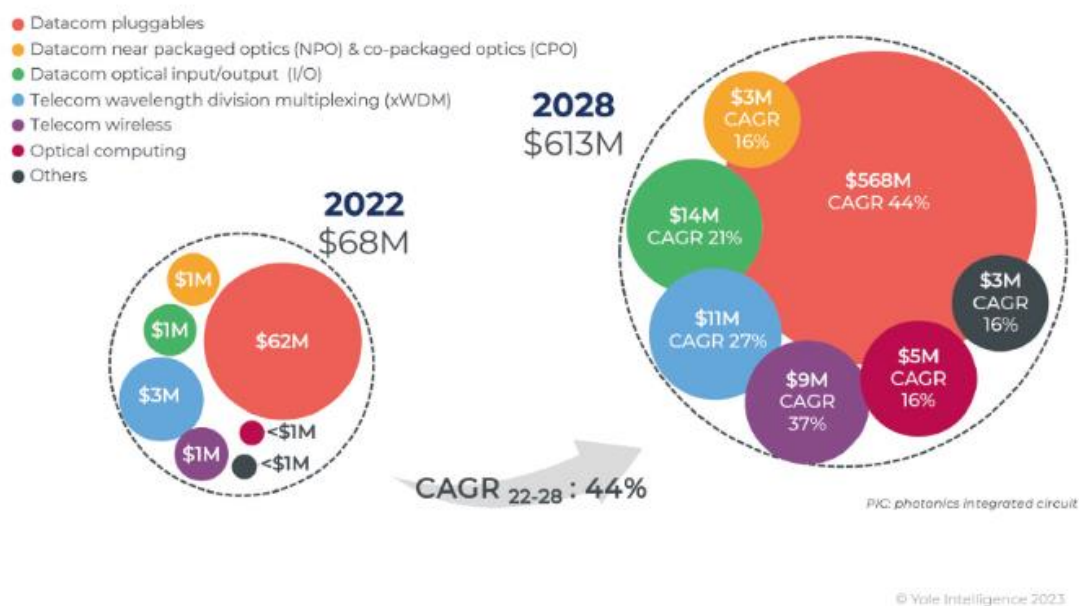 Datacom pluggables
Datacom near packaged optics (NPO) & co-packaged optics (CPO)
Datacom optical input/output (I/O)
Telecom wavelength division multiplexing (xWDM)
Telecom wireless
Optical computing
Others
2022
$68M
$1M
$1M
$62M
$3M
$1M
<$1M
<$1M
2028
$613M
$3M
CAGR
16%
$568M
CAGR 44%
$14M
CAGR 21%
$11M
CAGR 27%
$9M
CAGR
37%
$5M
CAGR
16%
$3M
CAGR
16%
CAGR 22-28 : 44%
PIC: photonics integrated circuit
© Yole Intelligence 2023